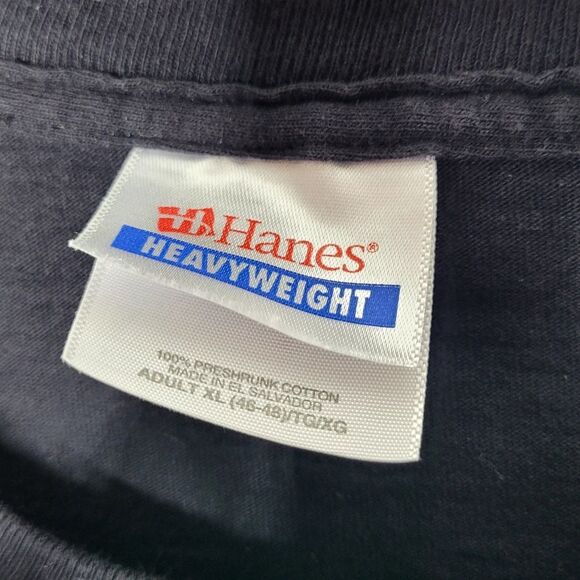 Hanes®
HEAVYWEIGHT
100% PRESHRUNK COTTON
MADE IN EL SALVADOR
ADULT XL (46-48)/TG/XG